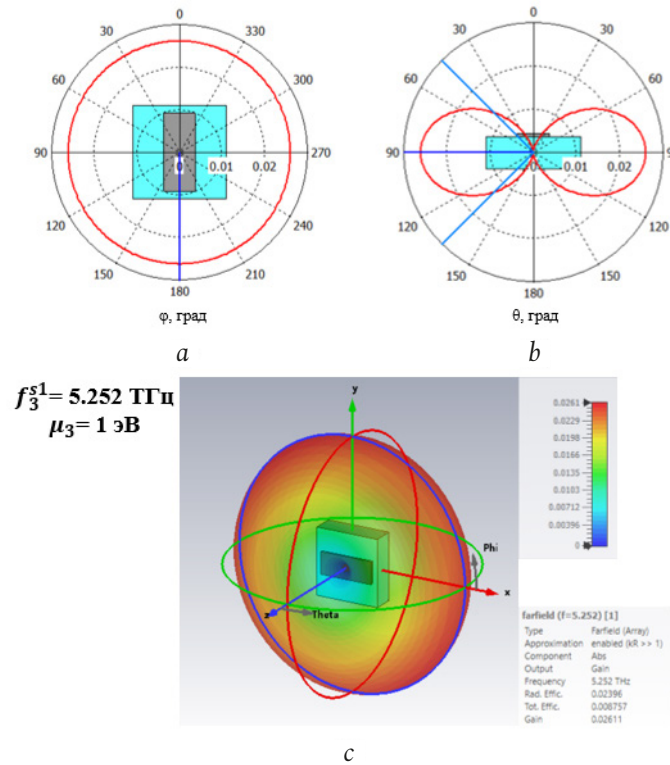 0
30
330
60
300
90
0
0.01
0.02
270
120
240
150
210
180
φ, град
a
0
30
30
60
60
90
0
0.01
0.02
9
120
120
150
150
180
θ, град
b
f₃ˢ¹= 5.252 ТГц
μ₃= 1 эВ
y
x
z
Phi
Theta
0.0261
0.0229
0.0198
0.0166
0.0135
0.0103
0.00712
0.00396
0
farfield (f=5.252) [1]
Type Farfield (Array)
Approximation enabled (kR >> 1)
Component Abs
Output Gain
Frequency 5.252 THz
Rad. Effic. 0.02396
Tot. Effic. 0.008757
Gain 0.02611
c